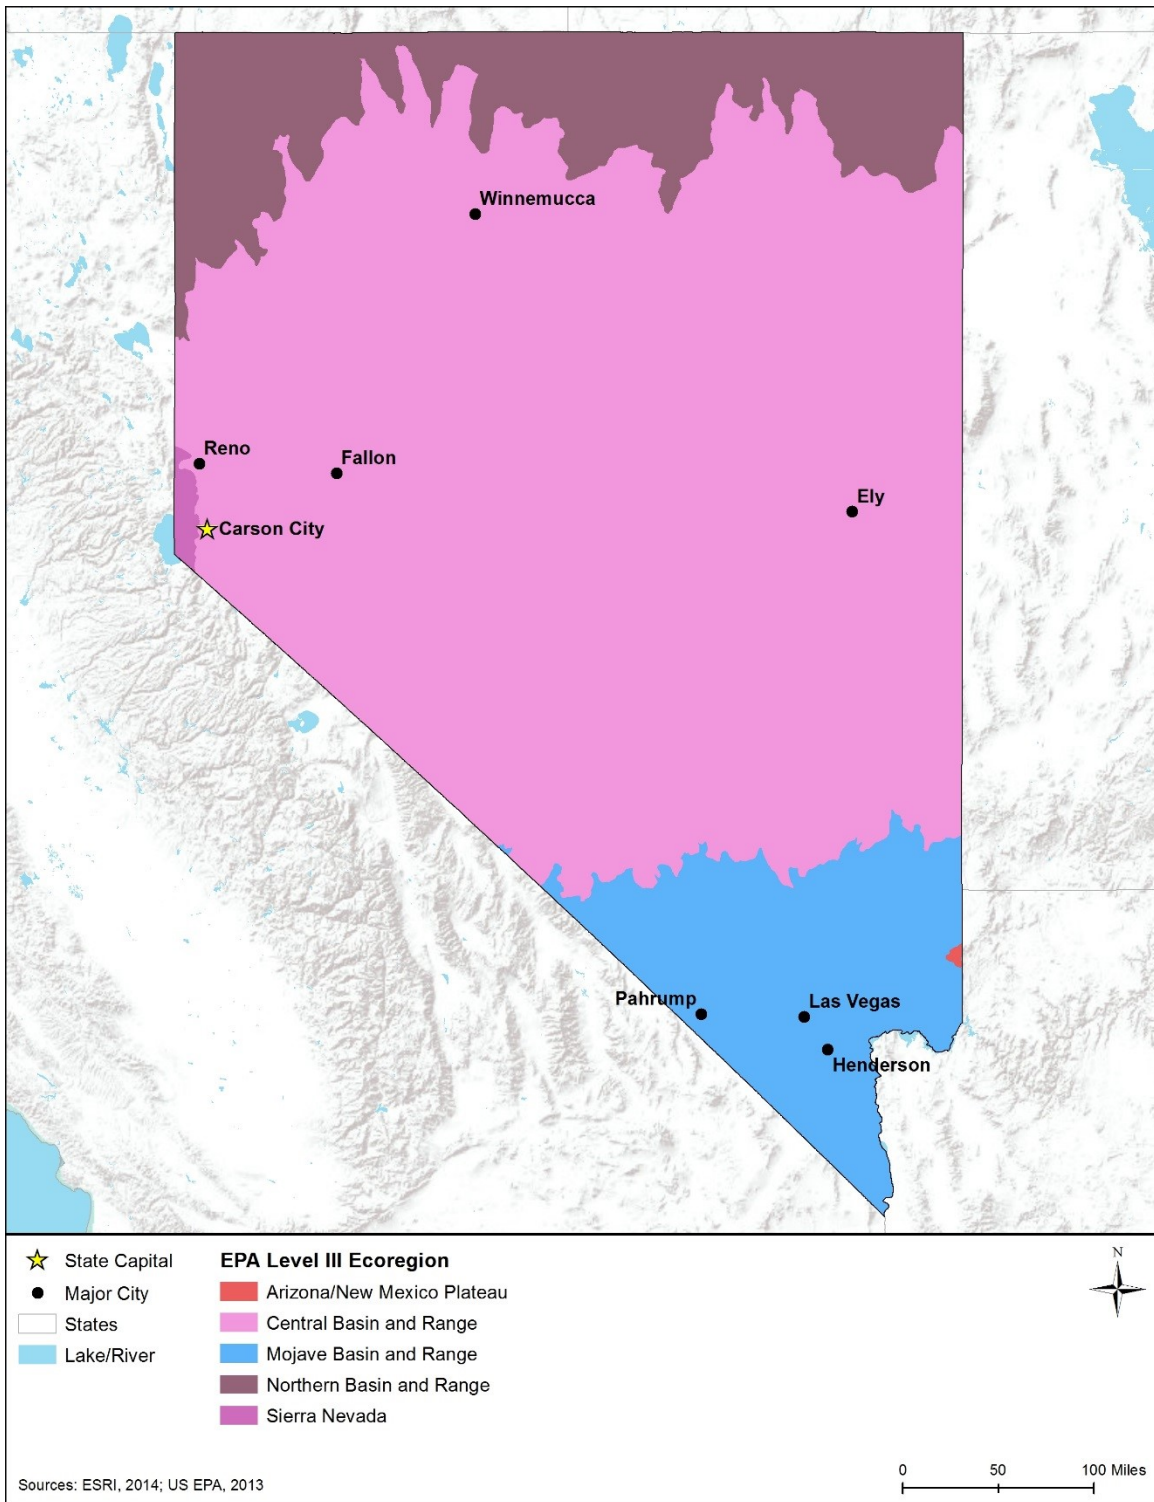 Winnemucca
Reno
Fallon
Ely
Carson City
Pahrump
Las Vegas
Henderson
State Capital
Major City
States
Lake/River
EPA Level III Ecoregion
Arizona/New Mexico Plateau
Central Basin and Range
Mojave Basin and Range
Northern Basin and Range
Sierra Nevada
N
Sources: ESRI, 2014; US EPA, 2013
0 50 100 Miles